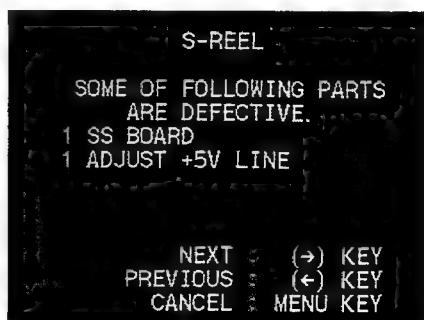 S-REEL
SOME OF FOLLOWING PARTS
ARE DEFECTIVE.
1 SS BOARD
1 ADJUST +5V LINE
NEXT : (→) KEY
PREVIOUS : (←) KEY
CANCEL : MENU KEY